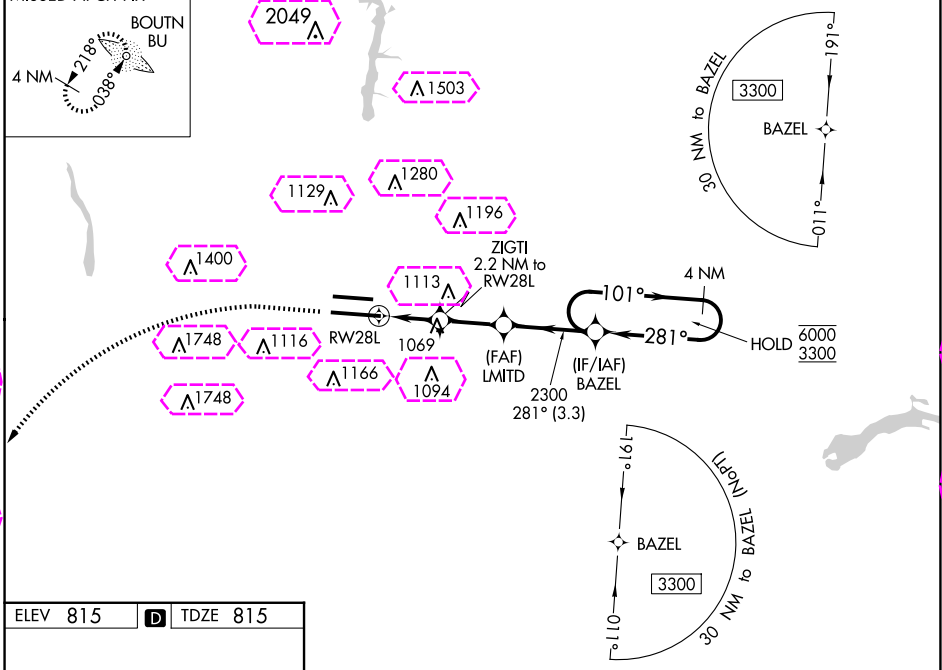 BOUTN
BU
4 NM
218°
038°
2049
1503
1280
1129
1196
1400
ZIGTI
2.2 NM to
RW28L
1113
1748
1116
RW28L
1069
1166
1094
1748
(FAF)
LMITD
(IF/IAF)
BAZEL
2300
281° (3.3)
101°
281°
4 NM
HOLD
6000
3300
30 NM to BAZEL
3300
BAZEL
191°
011°
191°
BAZEL
3300
011°
30 NM to BAZEL (NoPT)
ELEV 815
D
TDZE 815